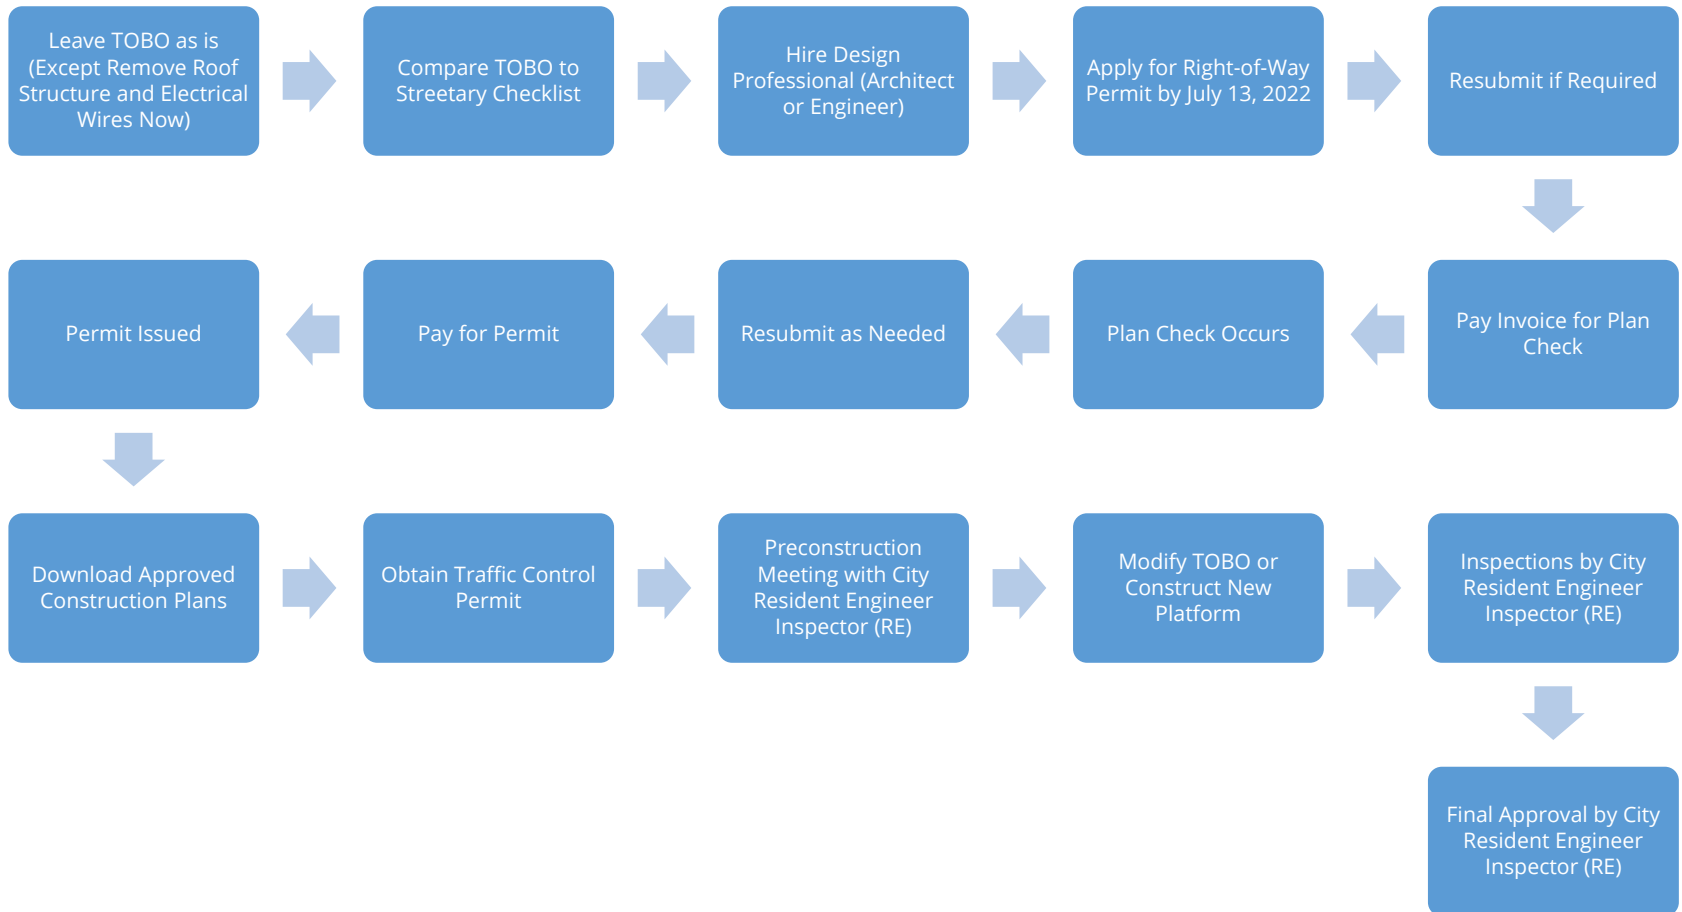 Leave TOBO as is
(Except Remove Roof
Structure and Electrical
Wires Now)
Compare TOBO to
Streetary Checklist
Hire Design
Professional (Architect
or Engineer)
Apply for Right-of-Way
Permit by July 13, 2022
Resubmit if Required
Pay Invoice for Plan
Check
Plan Check Occurs
Resubmit as Needed
Pay for Permit
Permit Issued
Download Approved
Construction Plans
Obtain Traffic Control
Permit
Preconstruction
Meeting with City
Resident Engineer
Inspector (RE)
Modify TOBO or
Construct New
Platform
Inspections by City
Resident Engineer
Inspector (RE)
Final Approval by City
Resident Engineer
Inspector (RE)